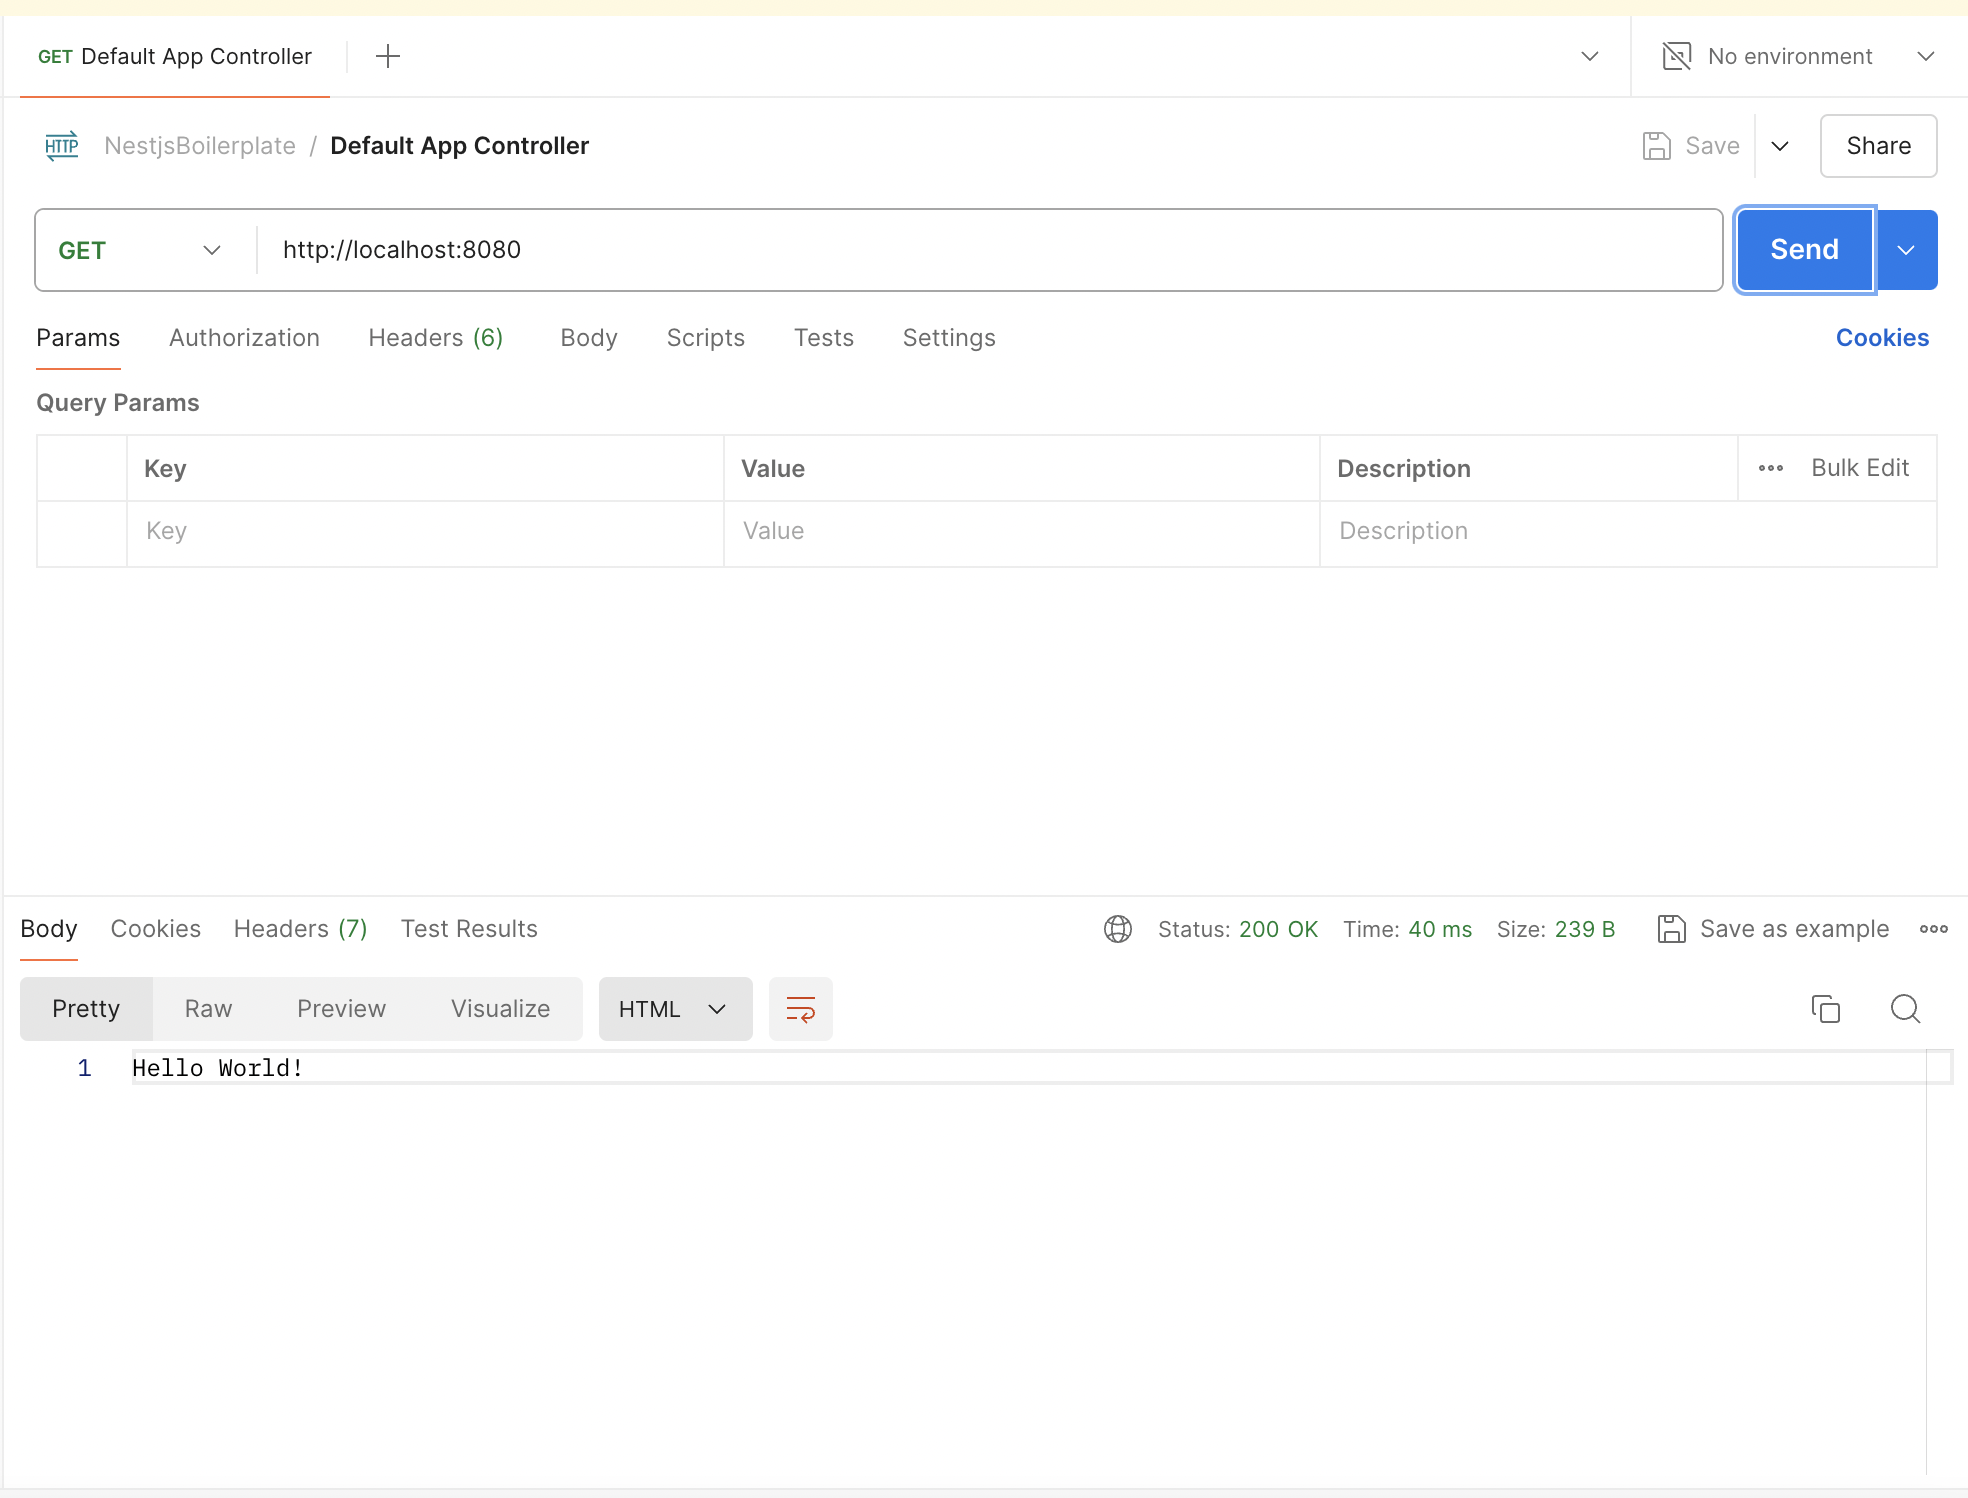 GET Default App Controller
No environment
HTTP NestjsBoilerplate / Default App Controller Save Share
GET http://localhost:8080 Send
Params Authorization Headers (6) Body Scripts Tests Settings Cookies
Query Params
Key Value Description Bulk Edit
Key Value Description
Body Cookies Headers (7) Test Results Status: 200 OK Time: 40 ms Size: 239 B Save as example
Pretty Raw Preview Visualize HTML
1 Hello World!